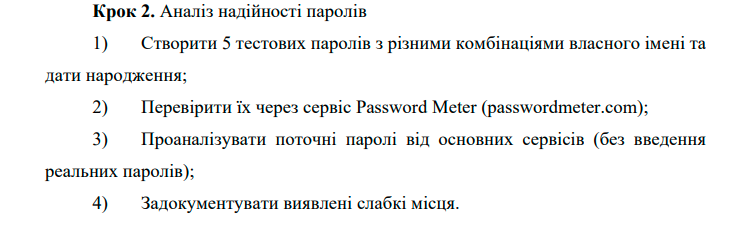 Крок 2. Аналіз надійності паролів
1) Створити 5 тестових паролів з різними комбінаціями власного імені та
дати народження;
2) Перевірити їх через сервіс Password Meter (passwordmeter.com);
3) Проаналізувати поточні паролі від основних сервісів (без введення
реальних паролів);
4) Задокументувати виявлені слабкі місця.